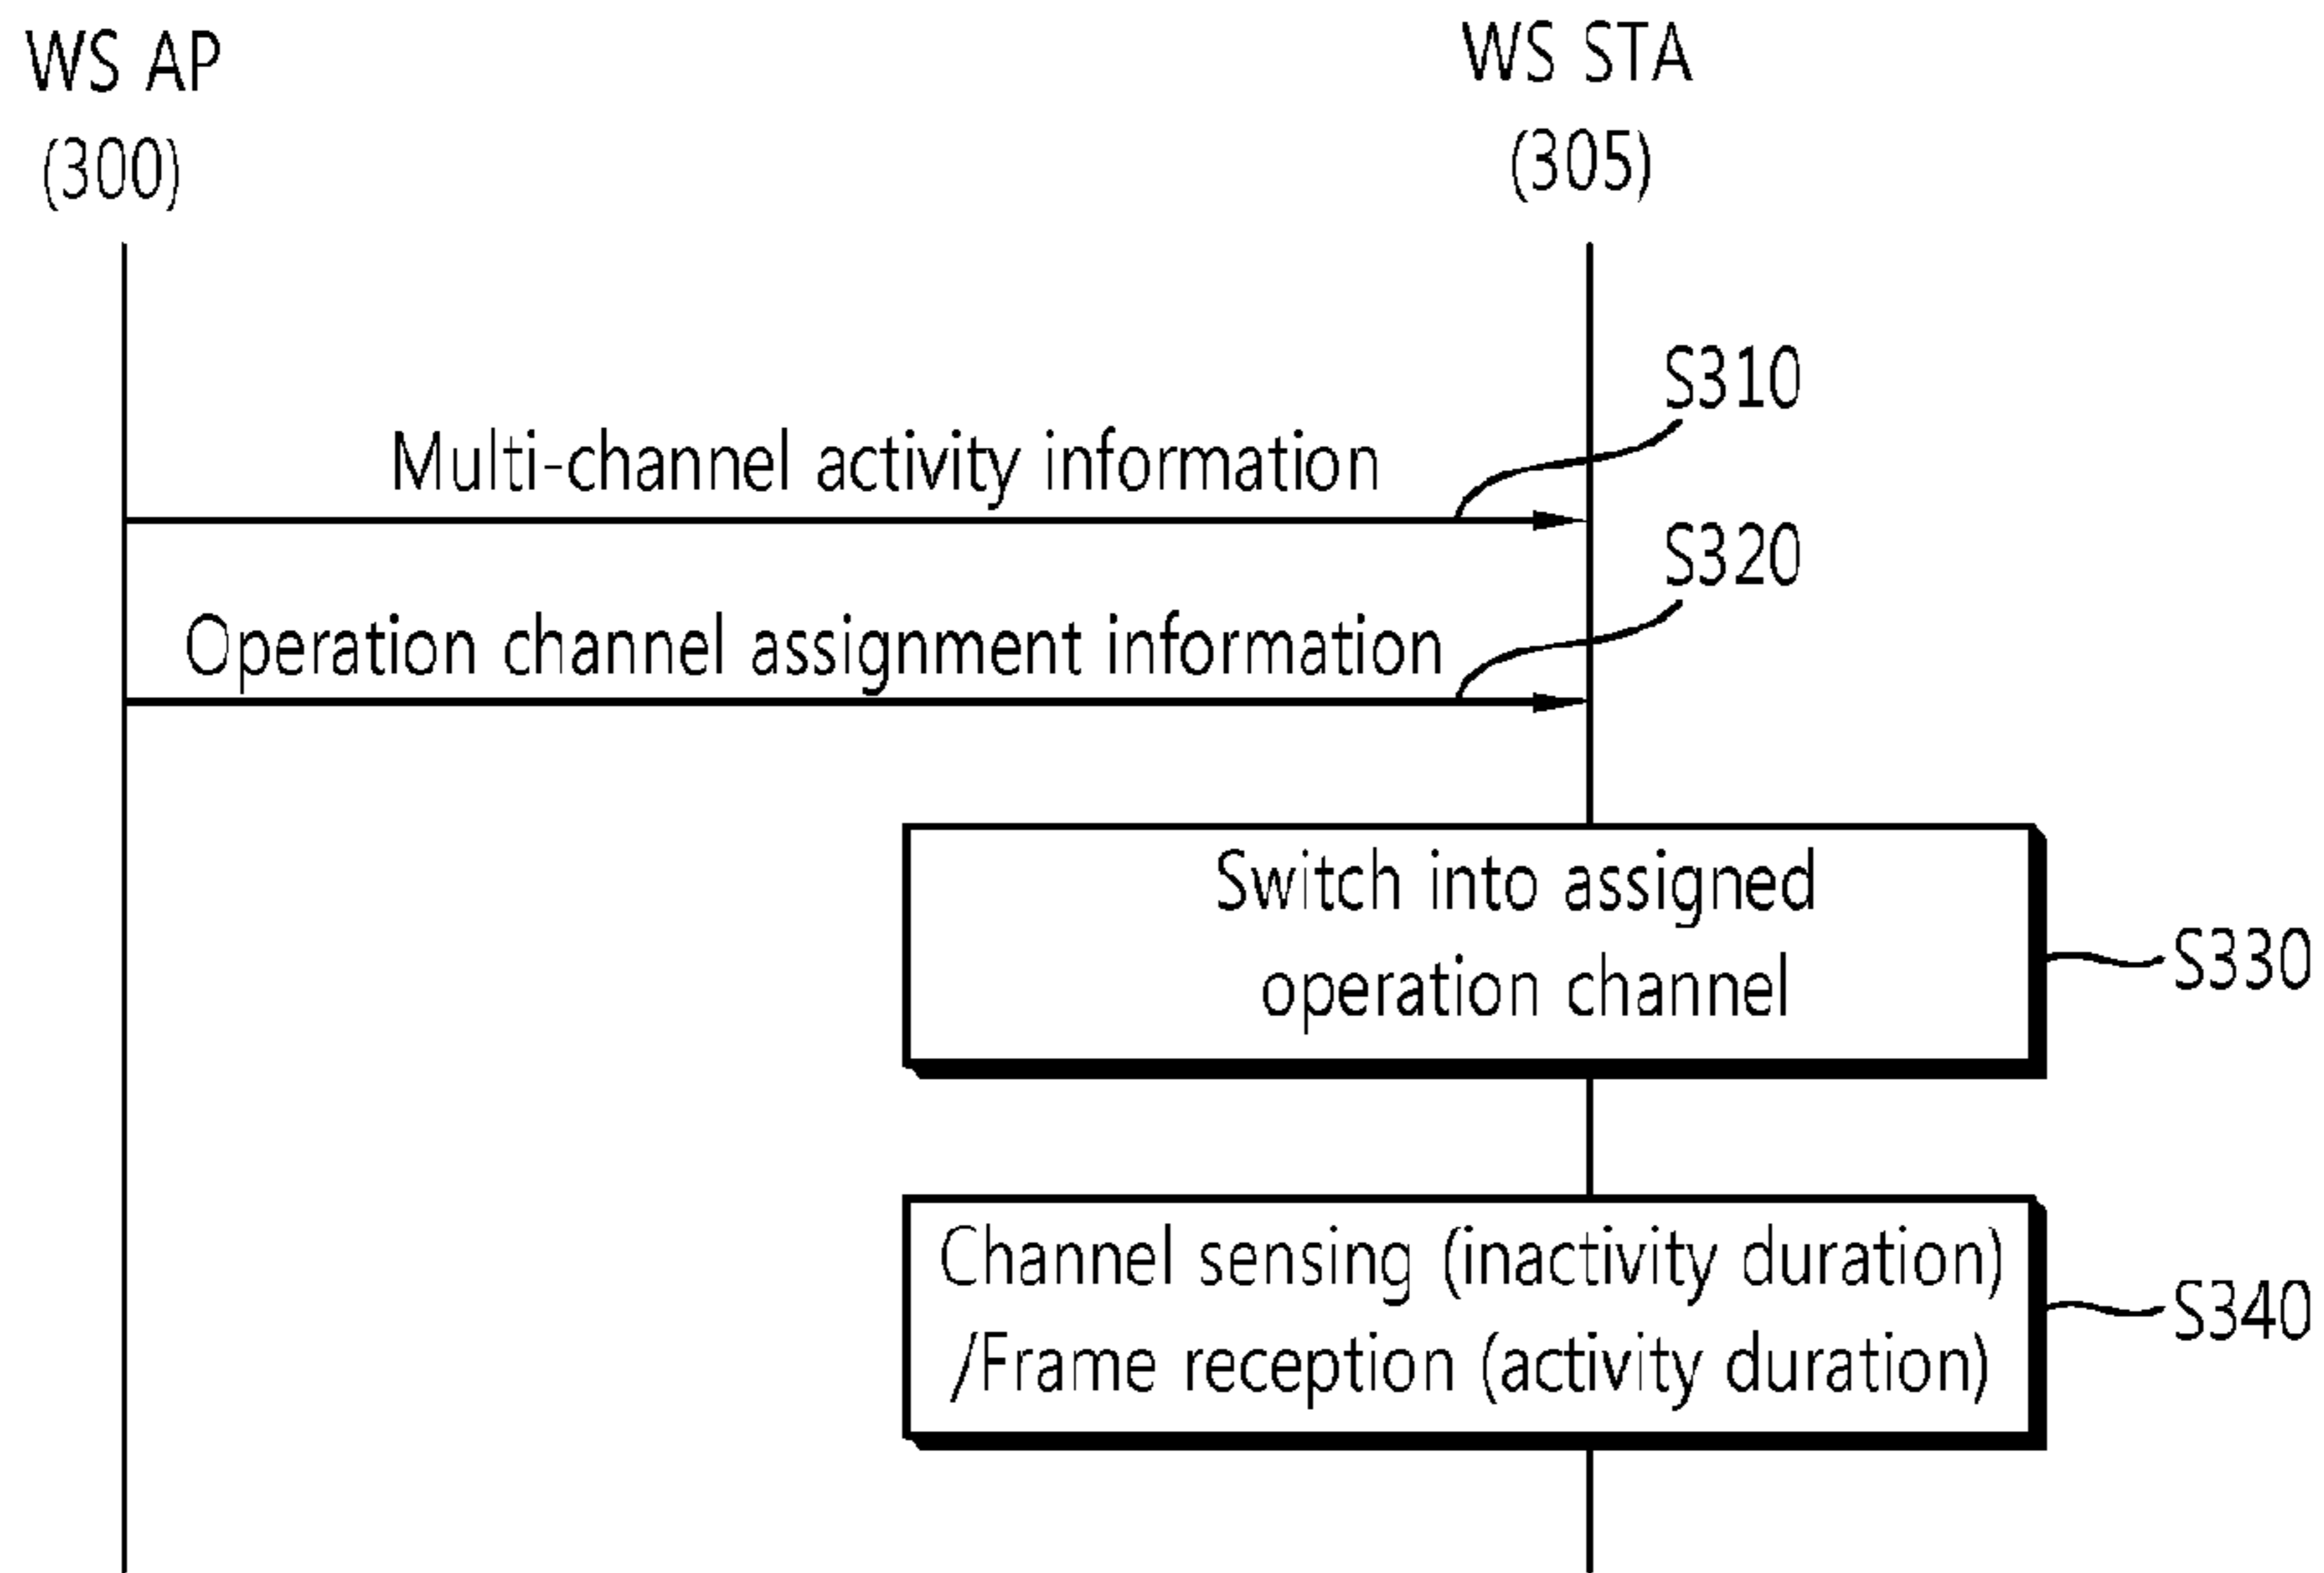 WS AP
(300)
WS STA
(305)
S310
Multi-channel activity information
S320
Operation channel assignment information
Switch into assigned
operation channel
S330
Channel sensing (inactivity duration)
/Frame reception (activity duration)
S340